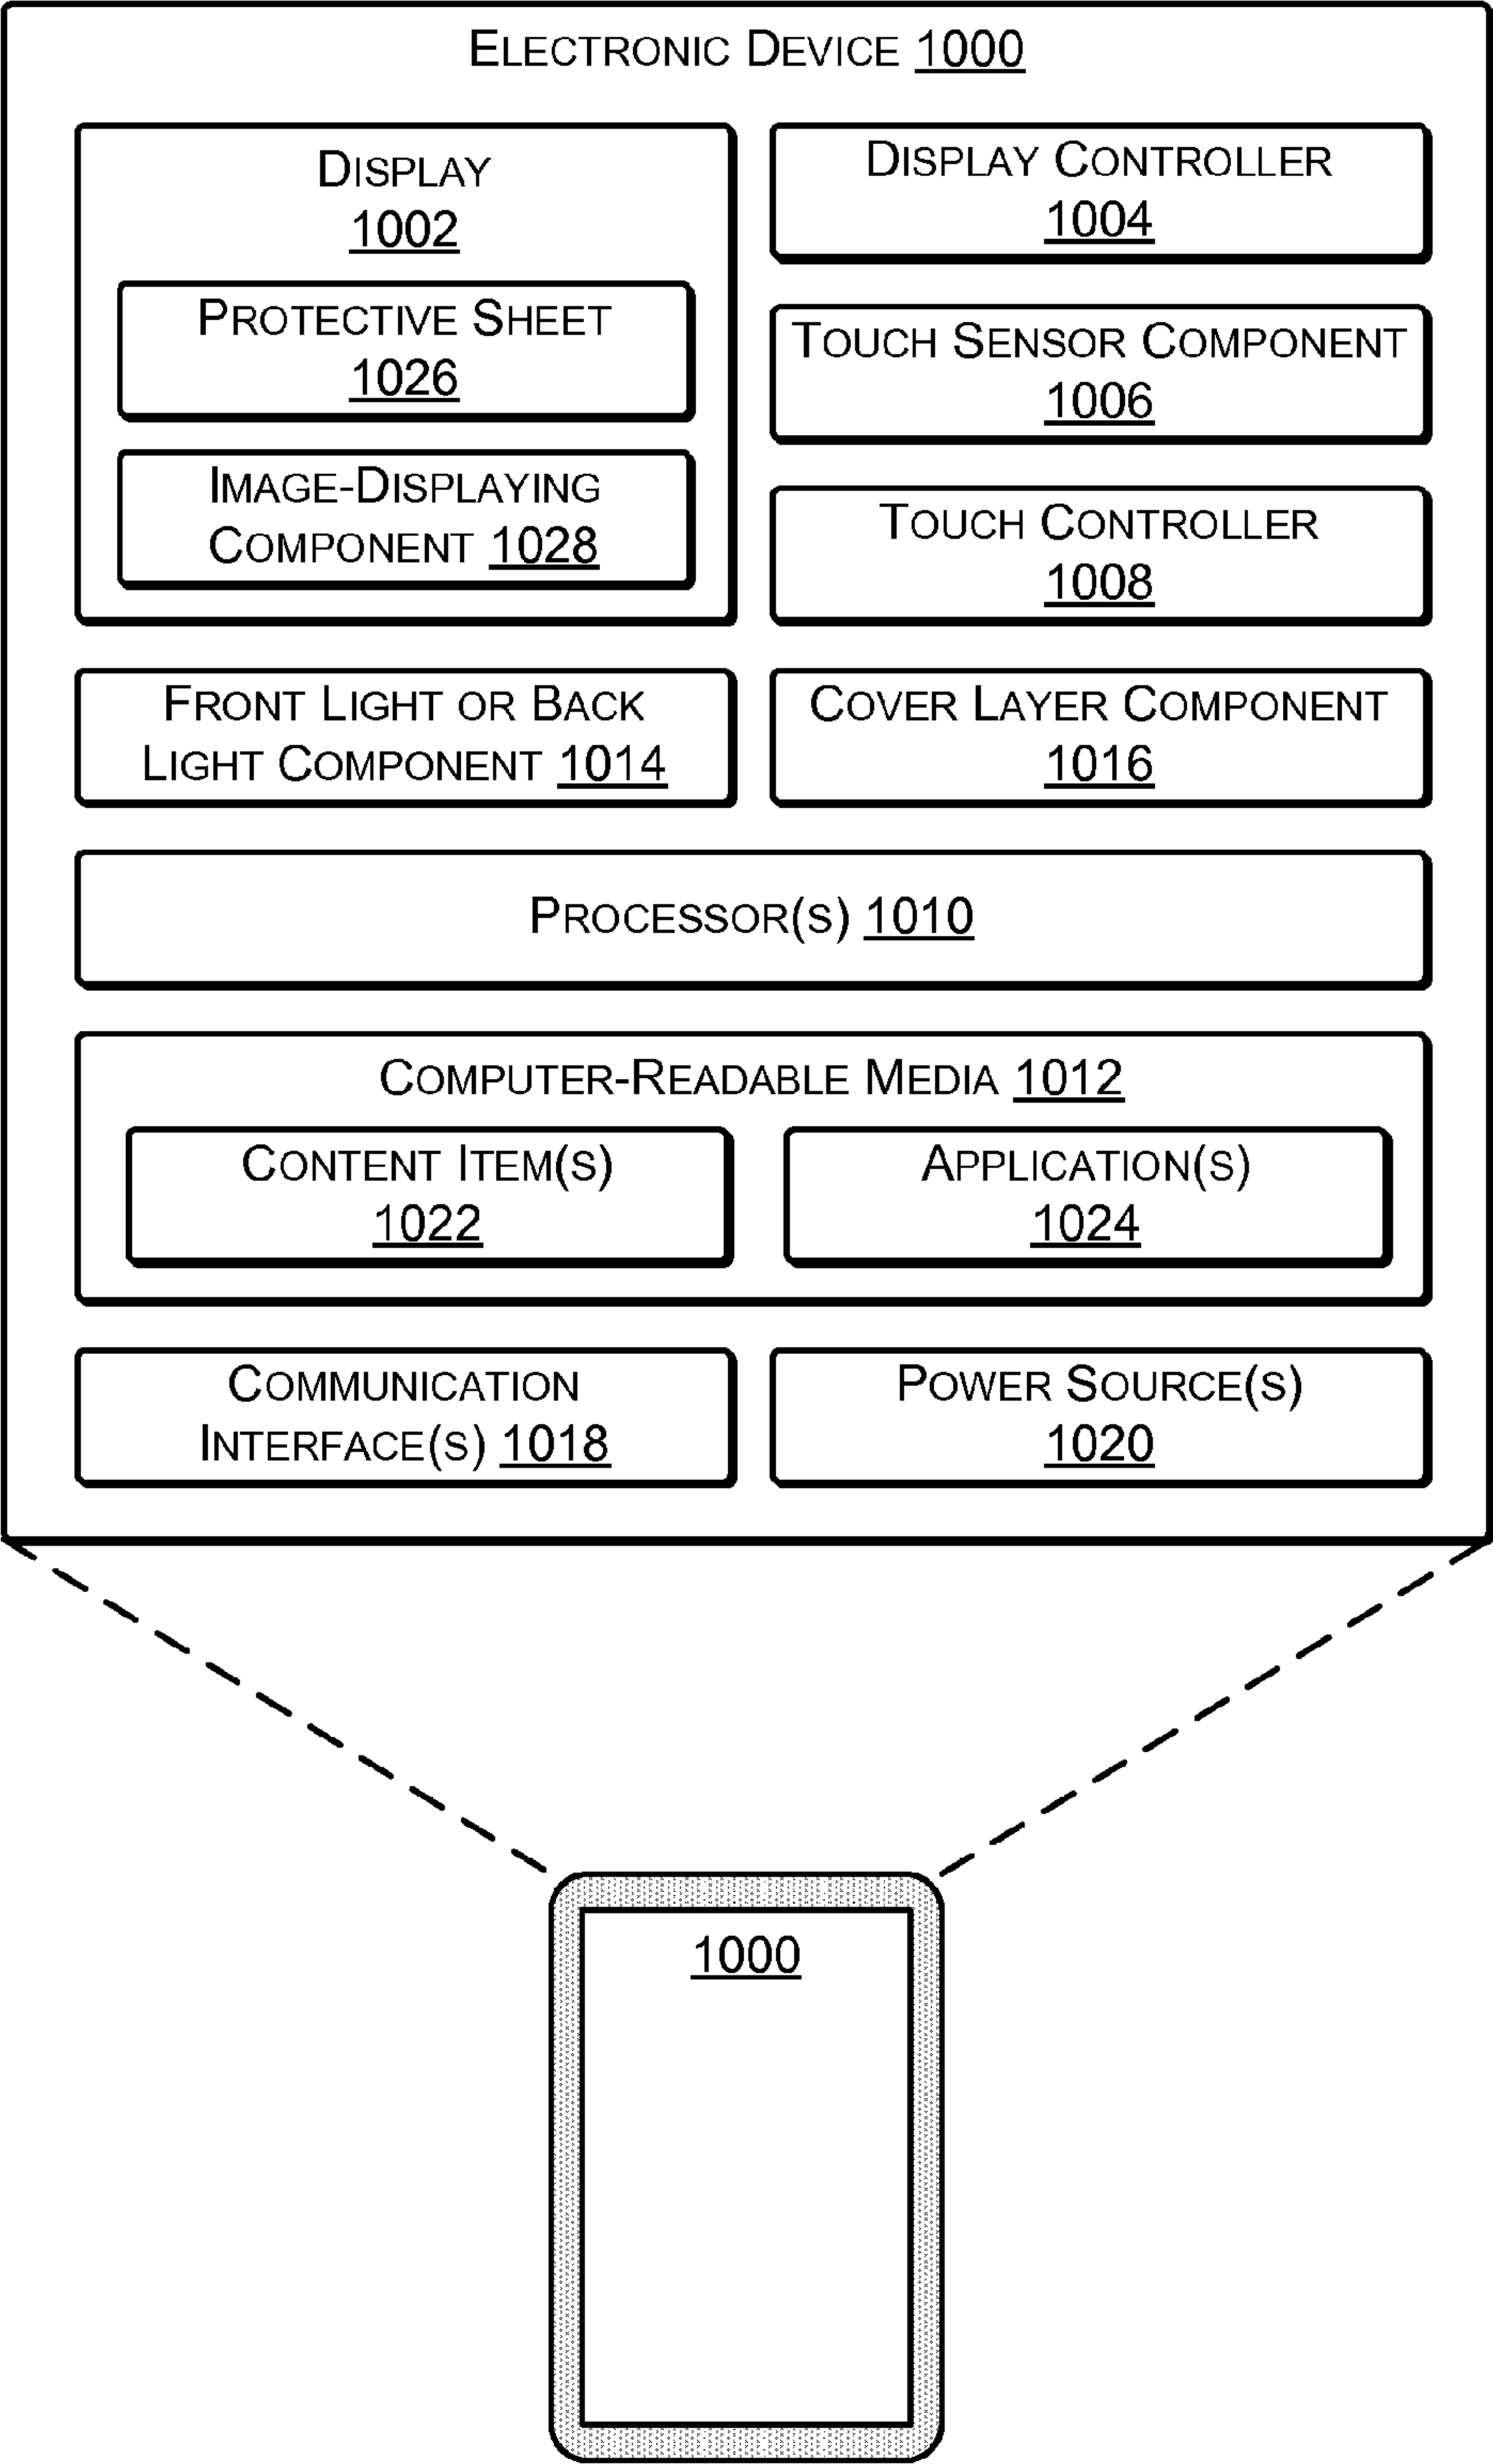 ELECTRONIC DEVICE 1000
DISPLAY
1002
PROTECTIVE SHEET
1026
IMAGE-DISPLAYING
COMPONENT 1028
DISPLAY CONTROLLER
1004
TOUCH SENSOR COMPONENT
1006
TOUCH CONTROLLER
1008
FRONT LIGHT OR BACK
LIGHT COMPONENT 1014
COVER LAYER COMPONENT
1016
PROCESSOR(S) 1010
COMPUTER-READABLE MEDIA 1012
CONTENT ITEM(S)
1022
APPLICATION(S)
1024
COMMUNICATION
INTERFACE(S) 1018
POWER SOURCE(S)
1020
1000